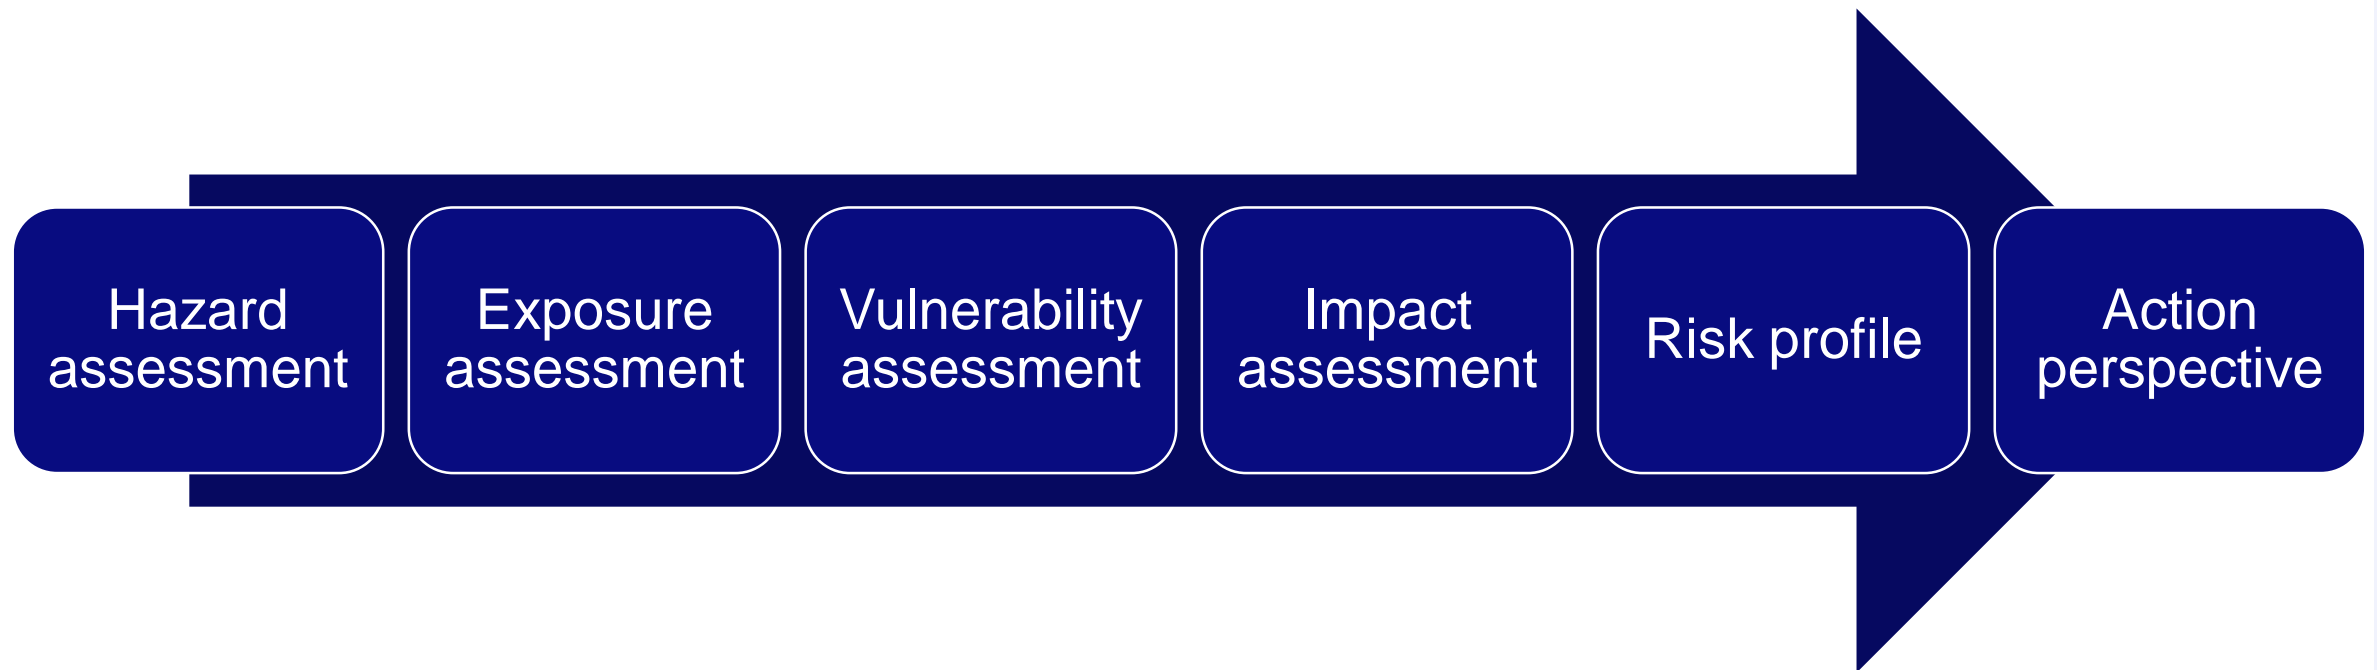 Hazard
assessment
Exposure
assessment
Vulnerability
assessment
Impact
assessment
Risk profile
Action
perspective